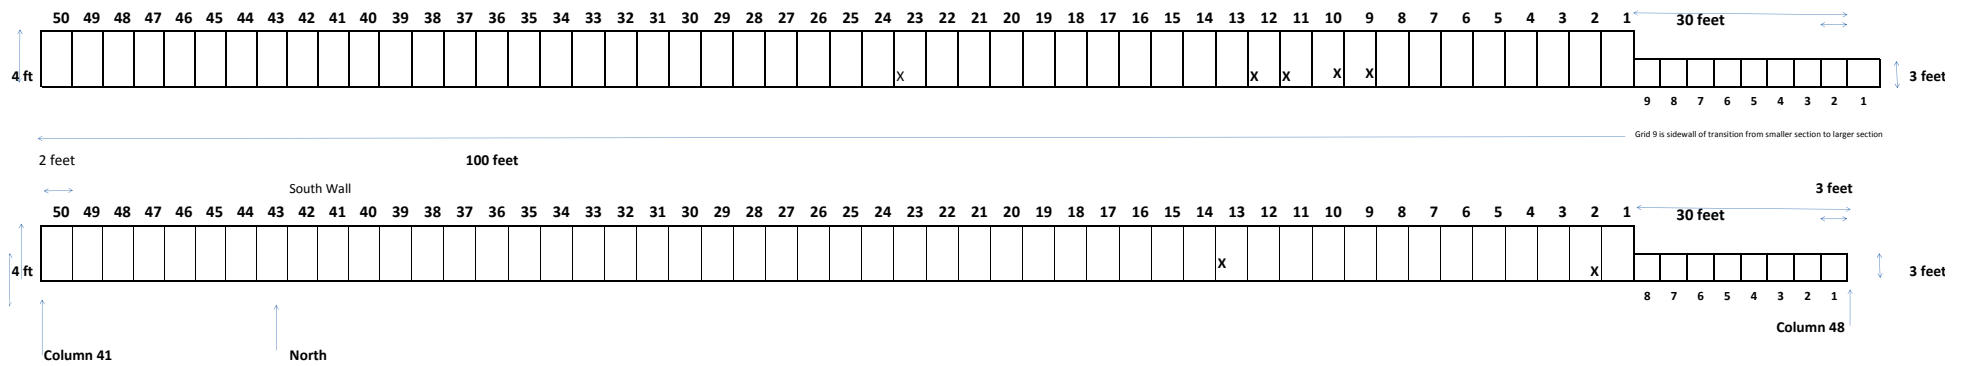 50 49 48 47 46 45 44 43 42 41 40 39 38 37 36 35 34 33 32 31 30 29 28 27 26 25 24 23 22 21 20 19 18 17 16 15 14 13 12 11 10 9 8 7 6 5 4 3 2 1 30 feet
4 ft X X X X X 3 feet
9 8 7 6 5 4 3 2 1
Grid 9 is sidewall of transition from smaller section to larger section
2 feet 100 feet
South Wall 3 feet
50 49 48 47 46 45 44 43 42 41 40 39 38 37 36 35 34 33 32 31 30 29 28 27 26 25 24 23 22 21 20 19 18 17 16 15 14 13 12 11 10 9 8 7 6 5 4 3 2 1 30 feet
4 ft X X 3 feet
8 7 6 5 4 3 2 1
Column 48
Column 41 North